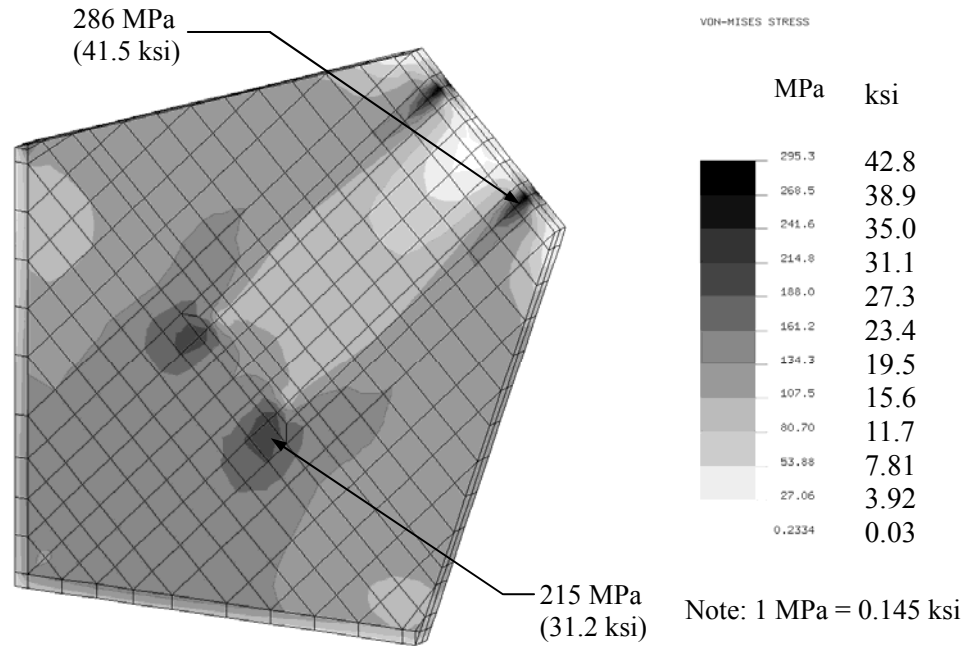 286 MPa
(41.5 ksi)
VON-MISES STRESS
MPa ksi
295.3 42.8
268.5 38.9
241.6 35.0
214.8 31.1
188.0 27.3
161.2 23.4
134.3 19.5
107.5 15.6
80.70 11.7
53.88 7.81
27.06 3.92
0.2334 0.03
215 MPa
(31.2 ksi)
Note: 1 MPa = 0.145 ksi